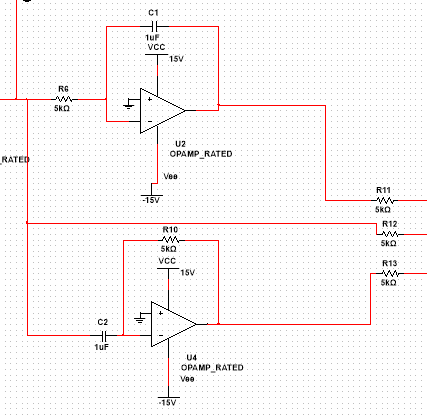 C1
1uF
VCC
15V
R6
5kΩ
U2
OPAMP_RATED
_RATED
Vee
-15V
R11
5kΩ
R12
5kΩ
R10
5kΩ
VCC
15V
R13
5kΩ
C2
1uF
U4
OPAMP_RATED
Vee
-15V